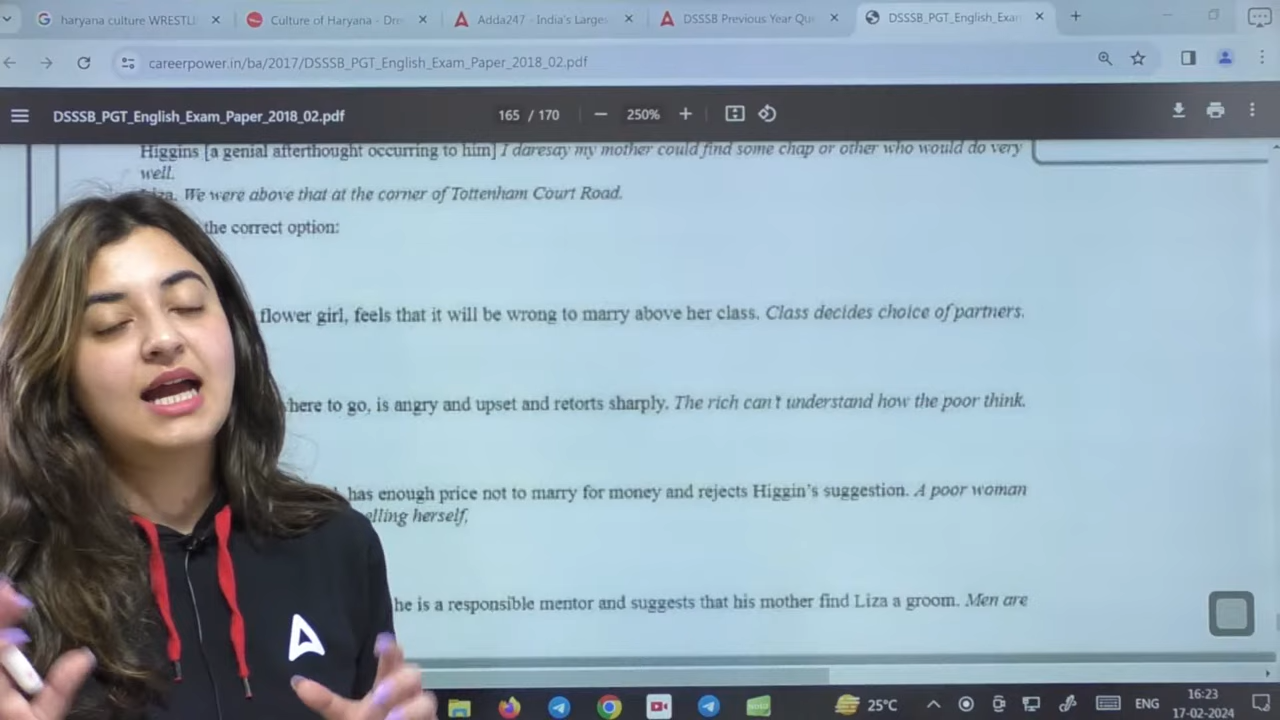 haryana culture WRESTLI
Culture of Haryana - Dre
Adda247 - India's Larges
DSSSB Previous Year Que
DSSSB_PGT_English_Exar
careerpower.in/ba/2017/DSSSB_PGT_English_Exam_Paper_2018_02.pdf
DSSSB_PGT_English_Exam_Paper_2018_02.pdf
165 / 170
250%
Higgins [a genial afterthought occurring to him] I daresay my mother could find some chap or other who would do very
well.
We were above that at the corner of Tottenham Court Road.
the correct option:
flower girl, feels that it will be wrong to marry above her class. Class decides choice of partners.
here to go, is angry and upset and retorts sharply. The rich can't understand how the poor think.
has enough price not to marry for money and rejects Higgin's suggestion. A poor woman
elling herself.
he is a responsible mentor and suggests that his mother find Liza a groom. Men are
25°C
ENG
16:23
17-02-2024